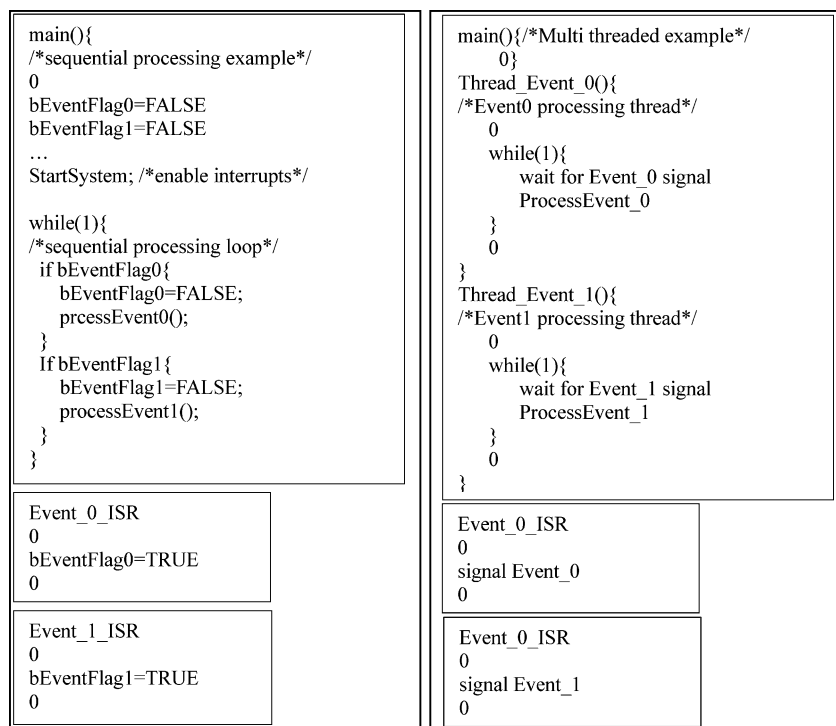 main(){
/*sequential processing example*/
0
bEventFlag0=FALSE
bEventFlag1=FALSE
...
StartSystem; /*enable interrupts*/
while(1){
/*sequential processing loop*/
if bEventFlag0{
bEventFlag0=FALSE;
prcessEvent0();
}
If bEventFlag1{
bEventFlag1=FALSE;
processEvent1();
}
}
Event_0_ISR
0
bEventFlag0=TRUE
0
Event_1_ISR
0
bEventFlag1=TRUE
0
main(){/*Multi threaded example*/
0}
Thread_Event_0(){
/*Event0 processing thread*/
0
while(1){
wait for Event_0 signal
ProcessEvent_0
}
0
}
Thread_Event_1(){
/*Event1 processing thread*/
0
while(1){
wait for Event_1 signal
ProcessEvent_1
}
0
}
Event_0_ISR
0
signal Event_0
0
Event_0_ISR
0
signal Event_1
0